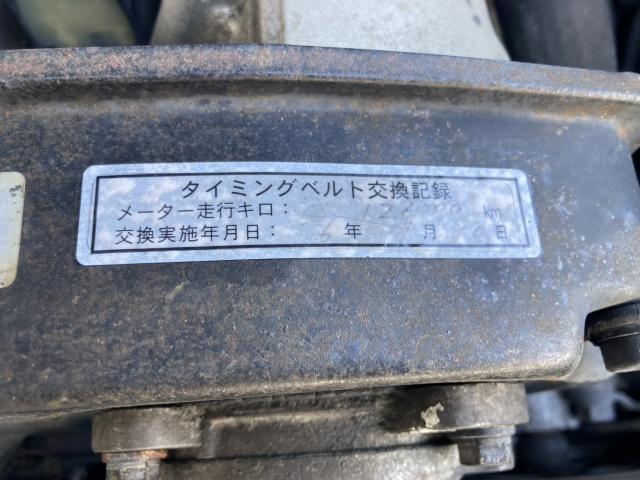 タイミングベルト交換記録
メーター走行キロ: km
交換実施年月日: 年 月 日